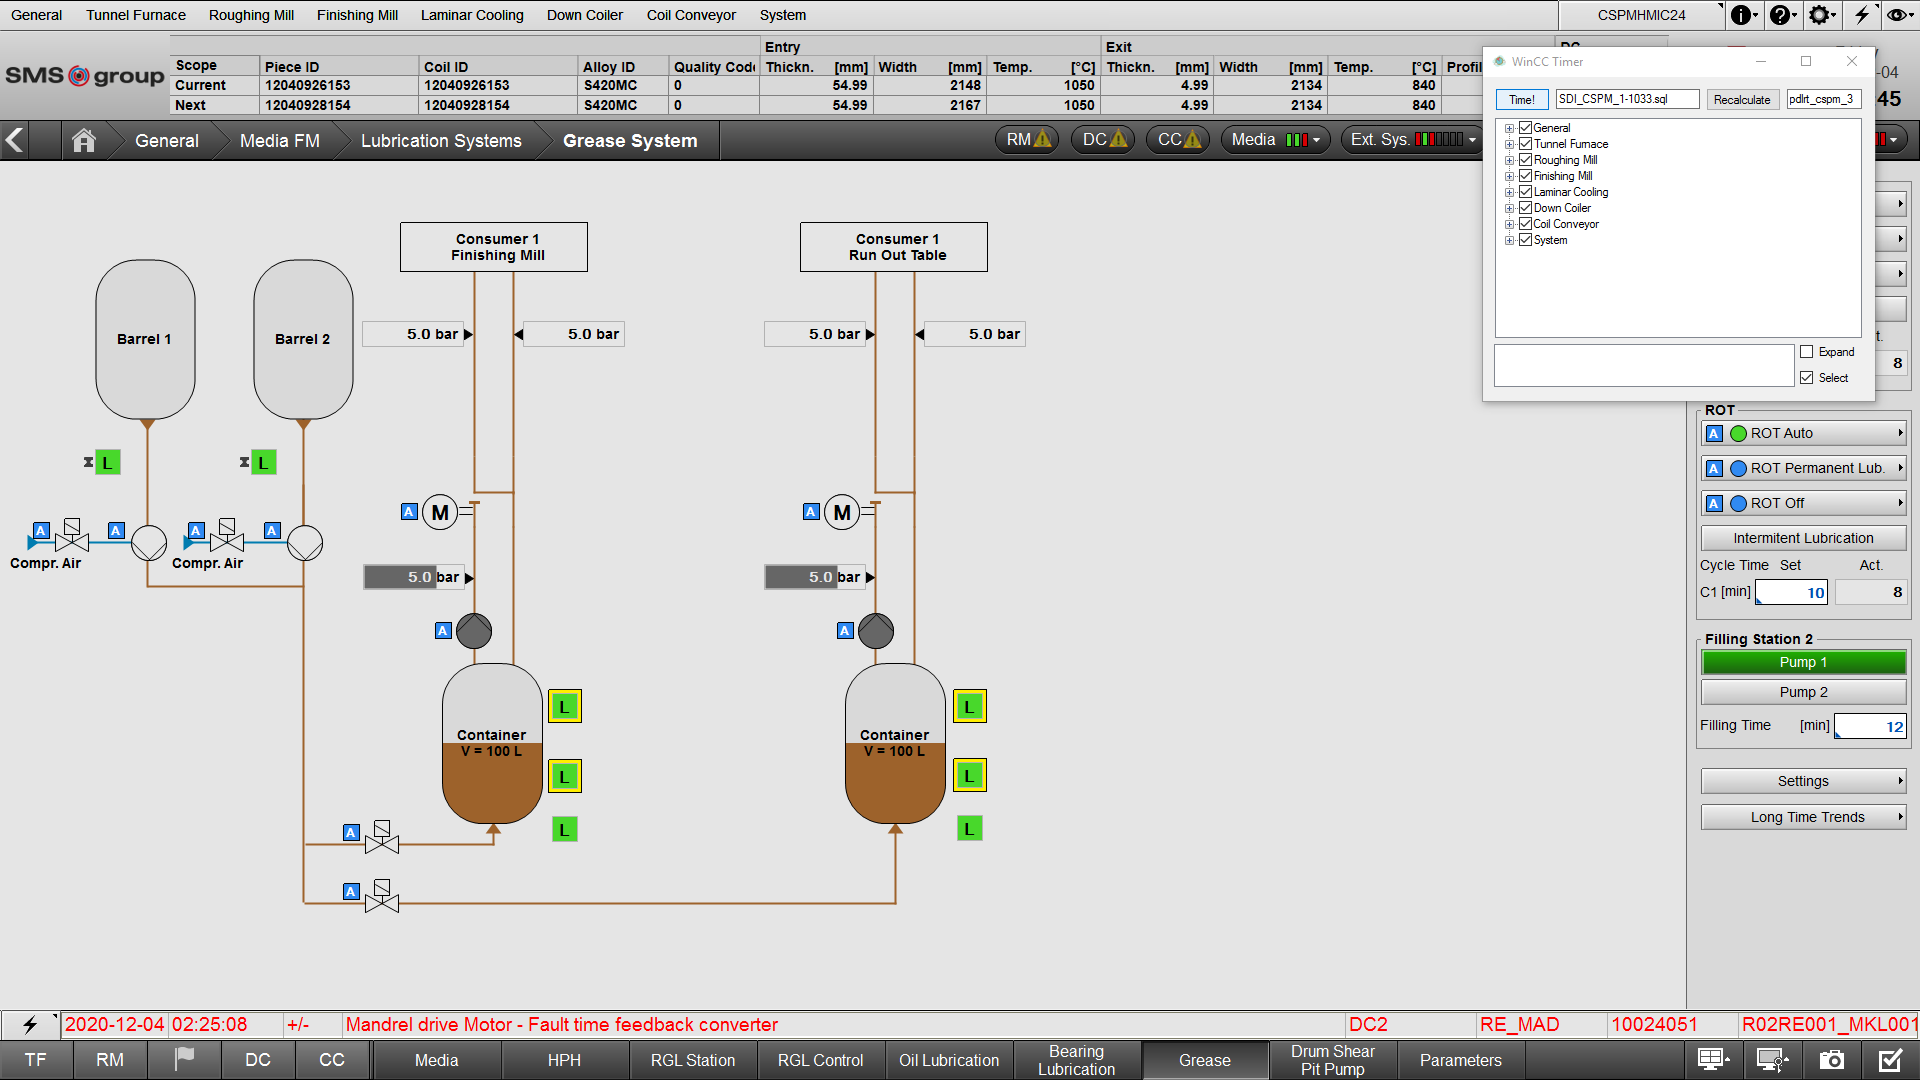 General Tunnel Furnace Roughing Mill Finishing Mill Laminar Cooling Down Coiler Coil Conveyor System CSPMHMIC24
SMS group
Entry Exit
Scope Piece ID Coil ID Alloy ID Quality Code Thickn. [mm] Width [mm] Temp. [°C] Thickn. [mm] Width [mm] Temp. [°C] Profil
Current 12040926153 12040926153 S420MC 0 54.99 2148 1050 4.99 2134 840
Next 12040928154 12040928154 S420MC 0 54.99 2167 1050 4.99 2134 840
-04
45
General Media FM Lubrication Systems Grease System RM DC CC Media Ext. Sys.
WinCC Timer
Time! SDI_CSPM_1-1033.sql Recalculate pdlrt_cspm_3
General
Tunnel Furnace
Roughing Mill
Finishing Mill
Laminar Cooling
Down Coiler
Coil Conveyor
System
Expand
Select
t.
8
Consumer 1
Finishing Mill
Consumer 1
Run Out Table
Barrel 1
Barrel 2
5.0 bar 5.0 bar 5.0 bar 5.0 bar
L L
A M A M
A A A A
Compr. Air Compr. Air
5.0 bar 5.0 bar
A A
Container
V = 100 L
L
L
L
Container
V = 100 L
L
L
L
A
A
ROT
A ROT Auto
A ROT Permanent Lub.
A ROT Off
Intermitent Lubrication
Cycle Time Set Act.
C1 [min] 10 8
Filling Station 2
Pump 1
Pump 2
Filling Time [min] 12
Settings
Long Time Trends
2020-12-04 02:25:08 +/- Mandrel drive Motor - Fault time feedback converter DC2 RE_MAD 10024051 R02RE001_MKL001
TF RM DC CC Media HPH RGL Station RGL Control Oil Lubrication Bearing Lubrication Grease Drum Shear Pit Pump Parameters